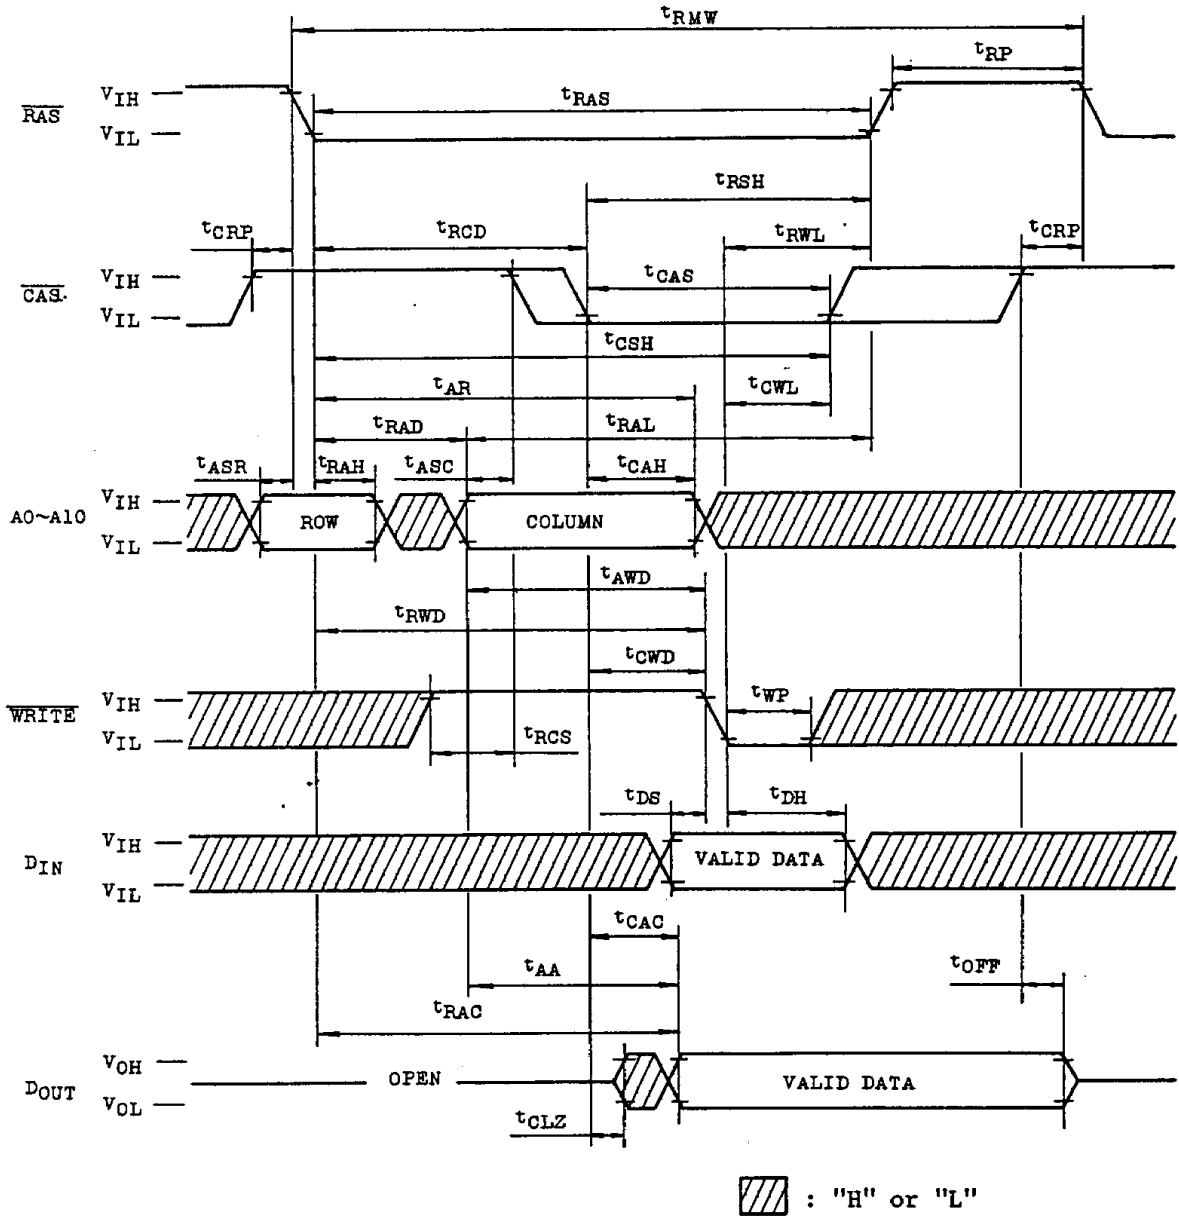 tRMW
tRP
VIH
tRAS
RAS
VIL
tRSH
tCRP
tRCD
tRWL
tCRP
VIH
tCAS
CAS
VIL
tCSH
tAR
tCWL
tRAD
tRAL
tASR
tRAH
tASC
tCAH
VIH
A0~A10
ROW
COLUMN
VIL
tAWD
tRWD
tCWD
VIH
tWP
WRITE
VIL
tRCS
tDS
tDH
VIH
DIN
VALID DATA
VIL
tCAC
tAA
tOFF
tRAC
VOH
DOUT
OPEN
VALID DATA
VOL
tCLZ
: "H" or "L"